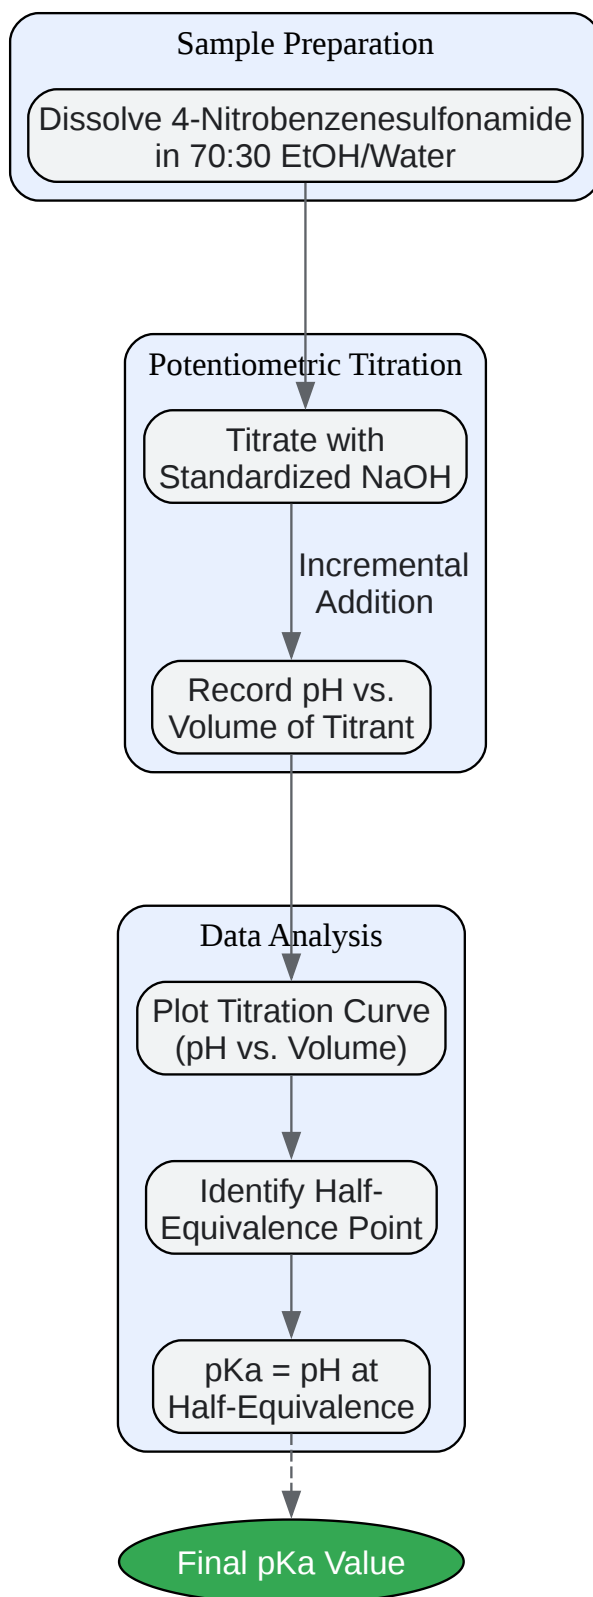 Sample Preparation
Dissolve 4-Nitrobenzenesulfonamide
in 70:30 EtOH/Water
Potentiometric Titration
Titrate with
Standardized NaOH
Incremental
Addition
Record pH vs.
Volume of Titrant
Data Analysis
Plot Titration Curve
(pH vs. Volume)
Identify Half-
Equivalence Point
pKa = pH at
Half-Equivalence
Final pKa Value